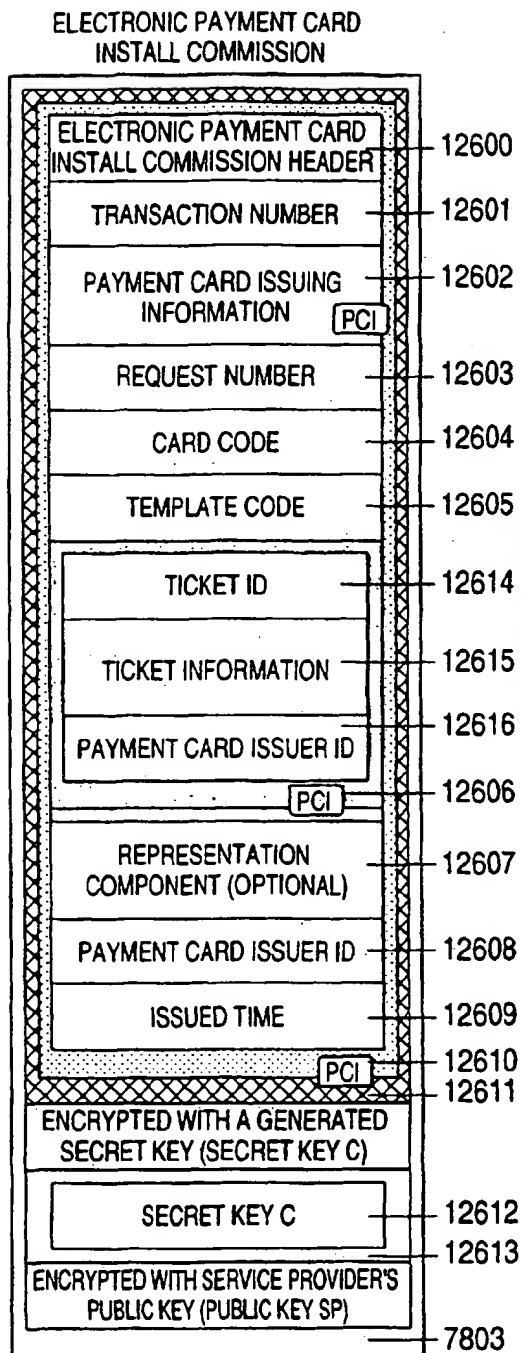 ELECTRONIC PAYMENT CARD
INSTALL COMMISSION
ELECTRONIC PAYMENT CARD
INSTALL COMMISSION HEADER
12600
TRANSACTION NUMBER
12601
PAYMENT CARD ISSUING
INFORMATION
12602
PCI
REQUEST NUMBER
12603
CARD CODE
12604
TEMPLATE CODE
12605
TICKET ID
12614
TICKET INFORMATION
12615
12616
PAYMENT CARD ISSUER ID
PCI
12606
REPRESENTATION
COMPONENT (OPTIONAL)
12607
PAYMENT CARD ISSUER ID
12608
ISSUED TIME
12609
PCI
12610
12611
ENCRYPTED WITH A GENERATED
SECRET KEY (SECRET KEY C)
SECRET KEY C
12612
12613
ENCRYPTED WITH SERVICE PROVIDER'S
PUBLIC KEY (PUBLIC KEY SP)
7803